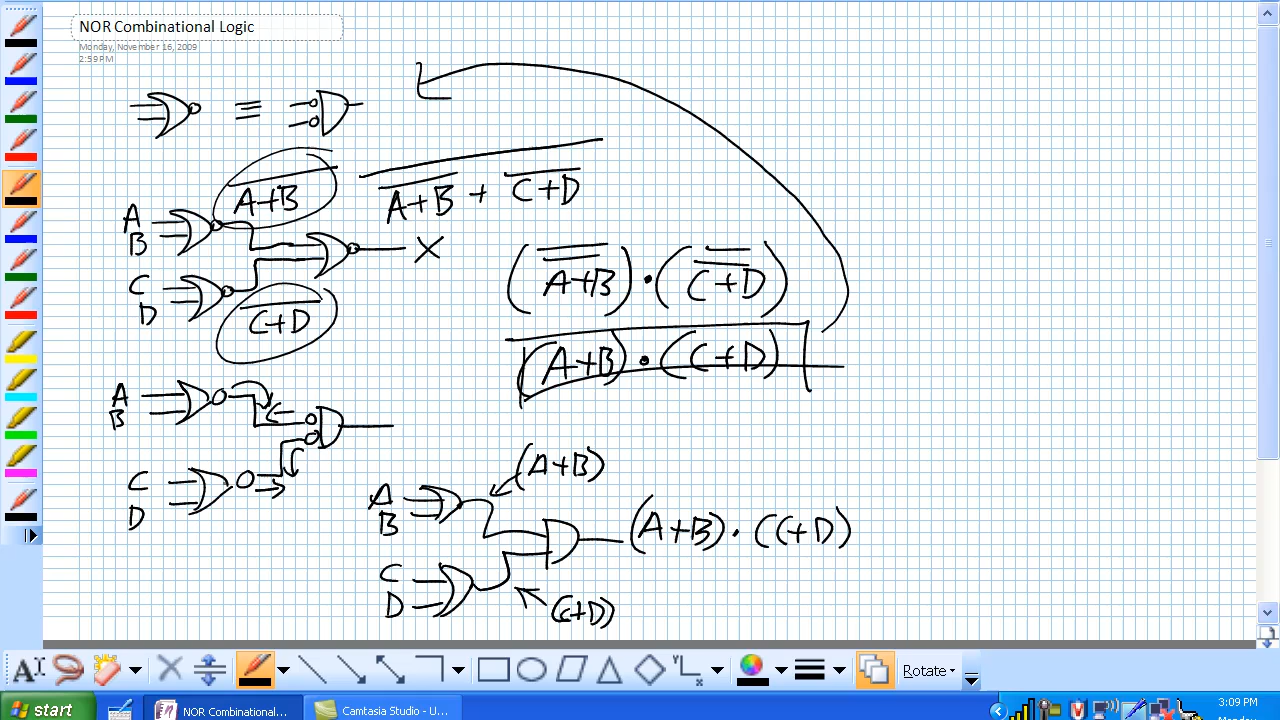 NOR Combinational Logic
Monday, November 16, 2009
2:59 PM
≡
A+B
A+B + C+D
A
B
X
C
D
C+D
(A+B)·(C+D)
(A+B)·(C+D)
A
B
C
D
(A+B)
A
B
(A+B)·(C+D)
C
D
(C+D)
A
Rotate
start
NOR Combinational...
Camtasia Studio - U...
3:09 PM
Monday